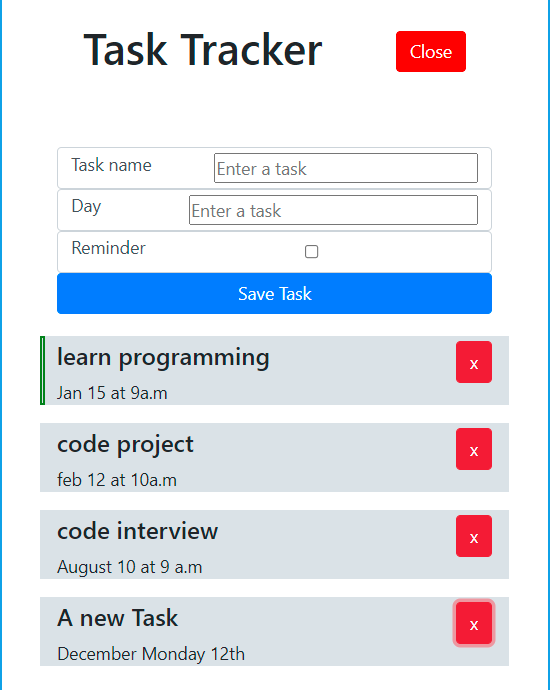 Task Tracker Close
Task name Enter a task
Day Enter a task
Reminder
Save Task
learn programming x
Jan 15 at 9a.m
code project x
feb 12 at 10a.m
code interview x
August 10 at 9 a.m
A new Task x
December Monday 12th